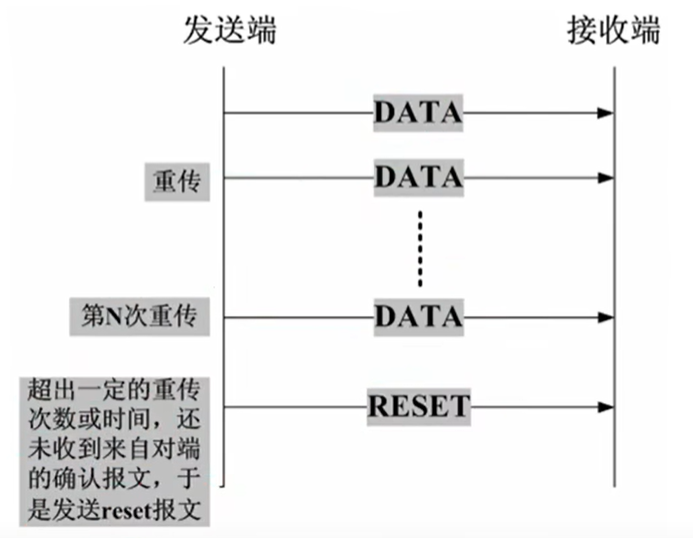 发送端 接收端
DATA
重传 DATA
第N次重传 DATA
超出一定的重传
次数或时间，还
未收到来自对端
的确认报文，于
是发送reset报文
RESET